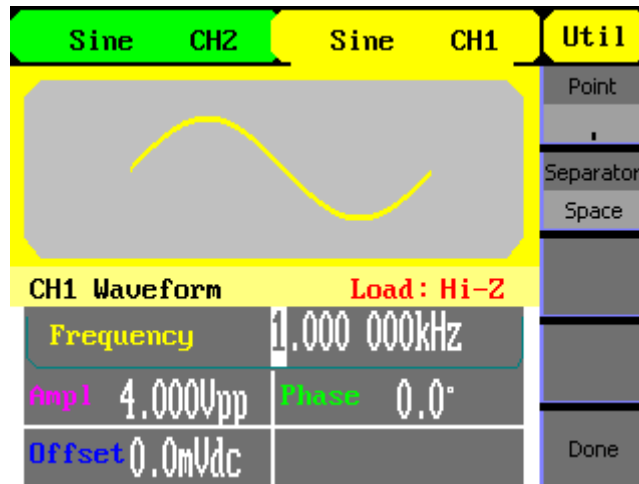 Sine CH2
Sine CH1
Util
Point
.
Separator
Space
CH1 Waveform
Load: Hi-Z
Frequency 1.000 000kHz
Ampl 4.000Vpp
Phase 0.0°
Offset 0.0mVdc
Done